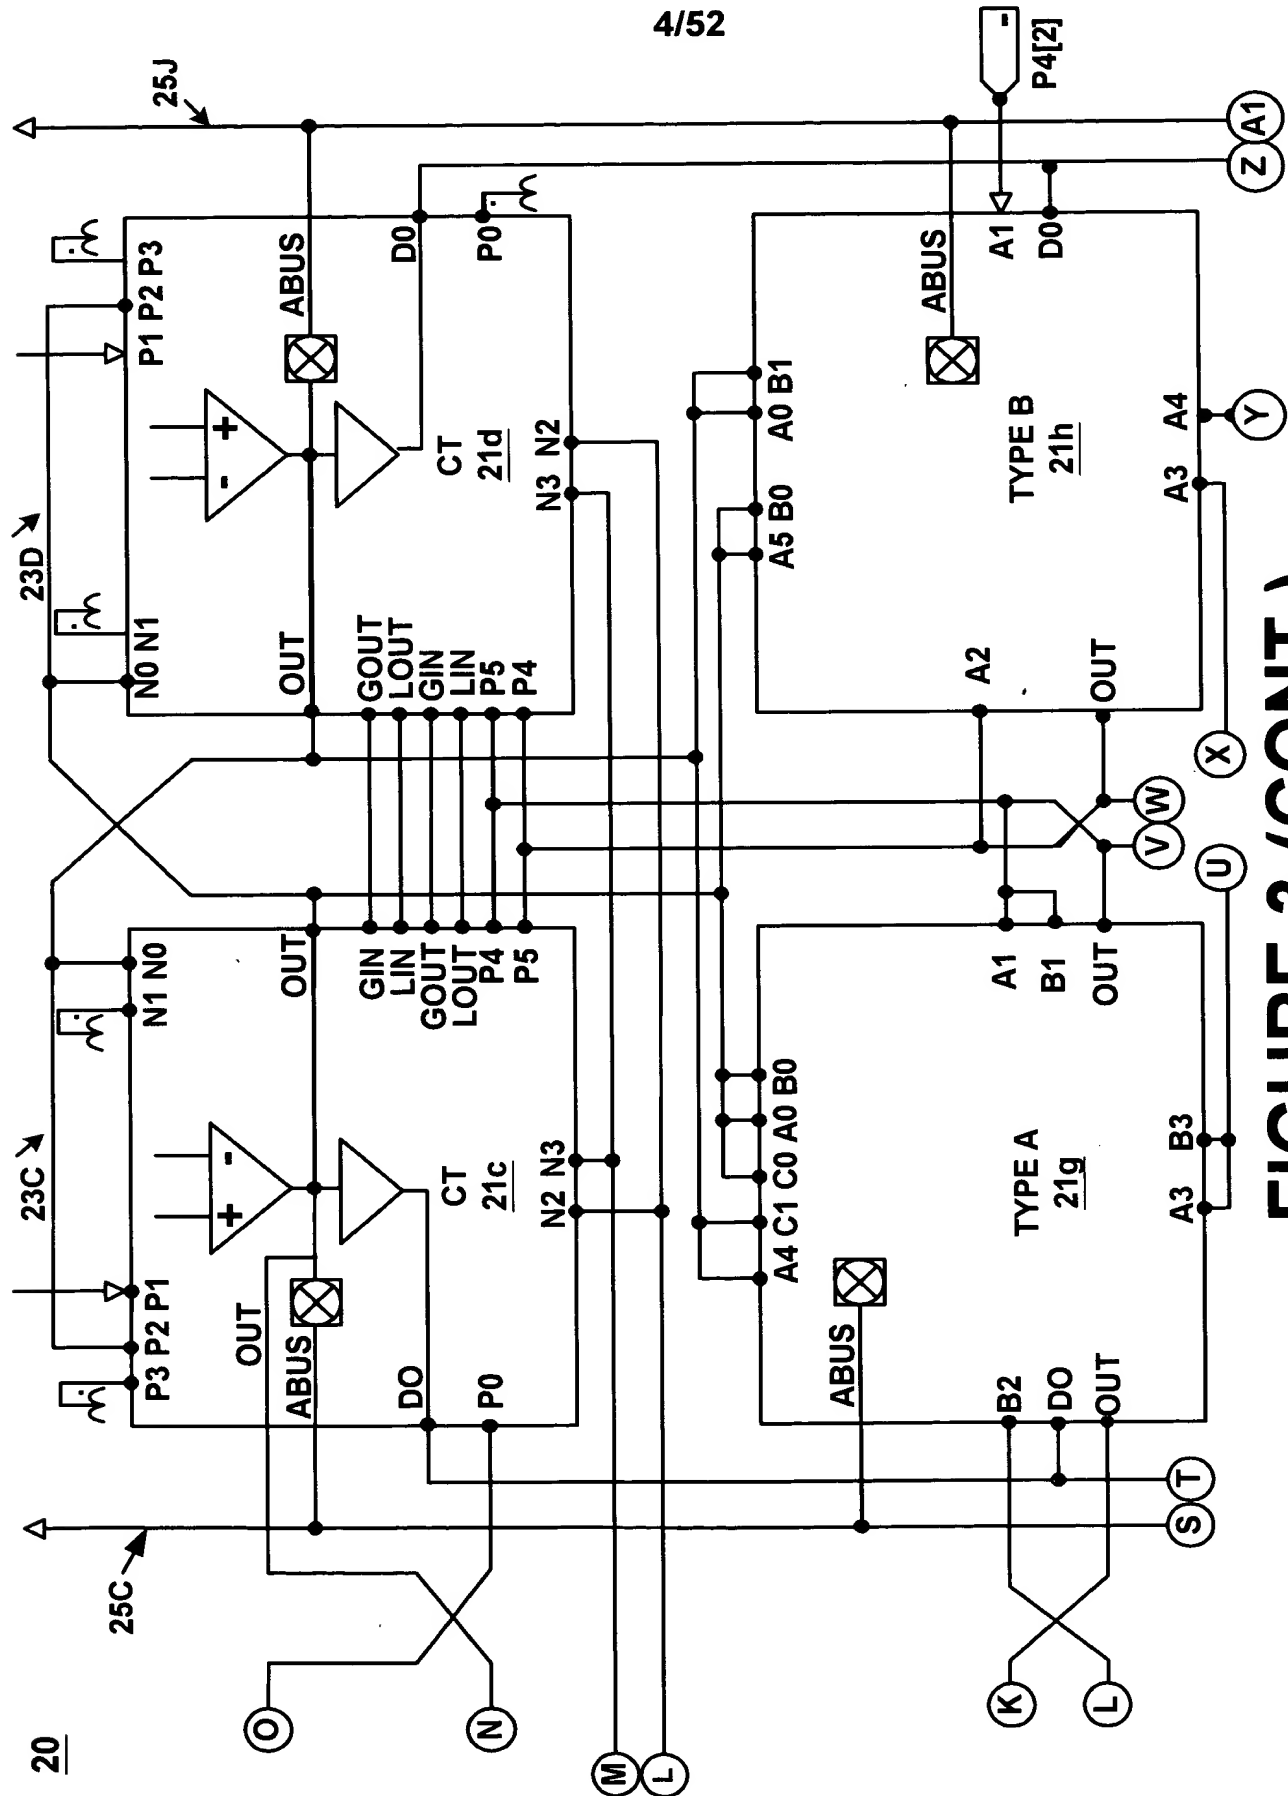 4/52
20
25C
23C
23D
25J
P3 P2 P1
N1 N0
N0 N1
P1 P2 P3
+
-
-
+
OUT
ABUS
OUT
OUT
ABUS
DO
P0
CT
21c
GIN
LIN
GOUT
LOUT
P4
P5
GOUT
LOUT
GIN
LIN
P5
P4
CT
21d
D0
P0
N2 N3
N3 N2
O
N
M
L
A4 C1 C0 A0 B0
A5 B0
A0 B1
ABUS
ABUS
P4[2]
-
B2
DO
OUT
TYPE A
21g
A1
B1
OUT
A2
OUT
TYPE B
21h
A1
D0
A3 B3
A3 A4
K
L
S
T
U
V
W
X
Y
Z
A1